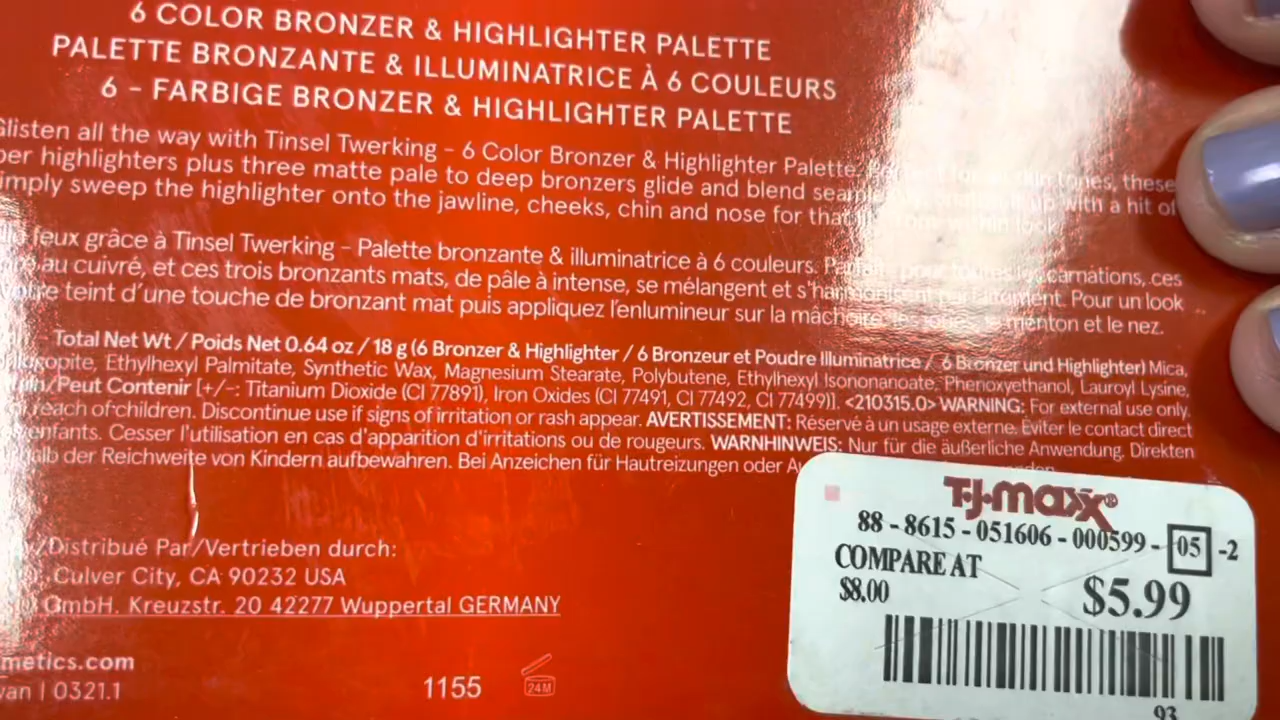 6 COLOR BRONZER & HIGHLIGHTER PALETTE
PALETTE BRONZANTE & ILLUMINATRICE À 6 COULEURS
6 - FARBIGE BRONZER & HIGHLIGHTER PALETTE
Glisten all the way with Tinsel Twerking - 6 Color Bronzer & Highlighter Palette. tones, these
per highlighters plus three matte pale to deep bronzers glide and blend up with a hit of
imply sweep the highlighter onto the jawline, cheeks, chin and nose for that within look
feux grâce à Tinsel Twerking - Palette bronzante & illuminatrice à 6 couleurs. pour toutes carnations, ces
au cuivré, et ces trois bronzants mats, de pâle à intense, se mélangent et s'harmonisent parfaitement. Pour un look
teint d'une touche de bronzant mat puis appliquez l'enlumineur sur la mâchoire, menton et le nez.
Total Net Wt / Poids Net 0.64 oz / 18 g (6 Bronzer & Highlighter / 6 Bronzeur et Poudre Illuminatrice / 6 Bronzer und Highlighter) Mica,
Ethylhexyl Palmitate, Synthetic Wax, Magnesium Stearate, Polybutene, Ethylhexyl Isononanoate, Phenoxyethanol, Lauroyl Lysine,
/Peut Contenir [+/-: Titanium Dioxide (CI 77891), Iron Oxides (CI 77491, CI 77492, CI 77499)]. <210315.0> WARNING: For external use only.
reach of children. Discontinue use if signs of irritation or rash appear. AVERTISSEMENT: Réservé à un usage externe. Éviter le contact direct
enfants. Cesser l'utilisation en cas d'apparition d'irritations ou de rougeurs. WARNHINWEIS: Nur für die äußerliche Anwendung. Direkten
der Reichweite von Kindern aufbewahren. Bei Anzeichen für Hautreizungen oder
/Distribué Par/Vertrieben durch:
Culver City, CA 90232 USA
GmbH. Kreuzstr. 20 42277 Wuppertal GERMANY
metics.com
van | 0321.1
1155
24M
T·J·maxx®
88 - 8615 - 051606 - 000599 - 05 -2
COMPARE AT
$8.00
$5.99
93